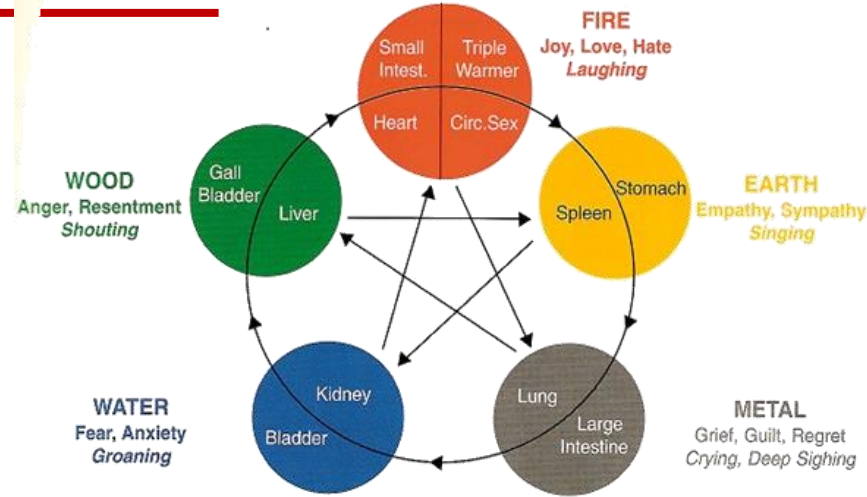 FIRE
Joy, Love, Hate
Laughing
Small
Intest.
Triple
Warmer
Heart
Circ.Sex
WOOD
Anger, Resentment
Shouting
Gall
Bladder
Liver
Stomach
Spleen
EARTH
Empathy, Sympathy
Singing
WATER
Fear, Anxiety
Groaning
Kidney
Bladder
Lung
Large
Intestine
METAL
Grief, Guilt, Regret
Crying, Deep Sighing